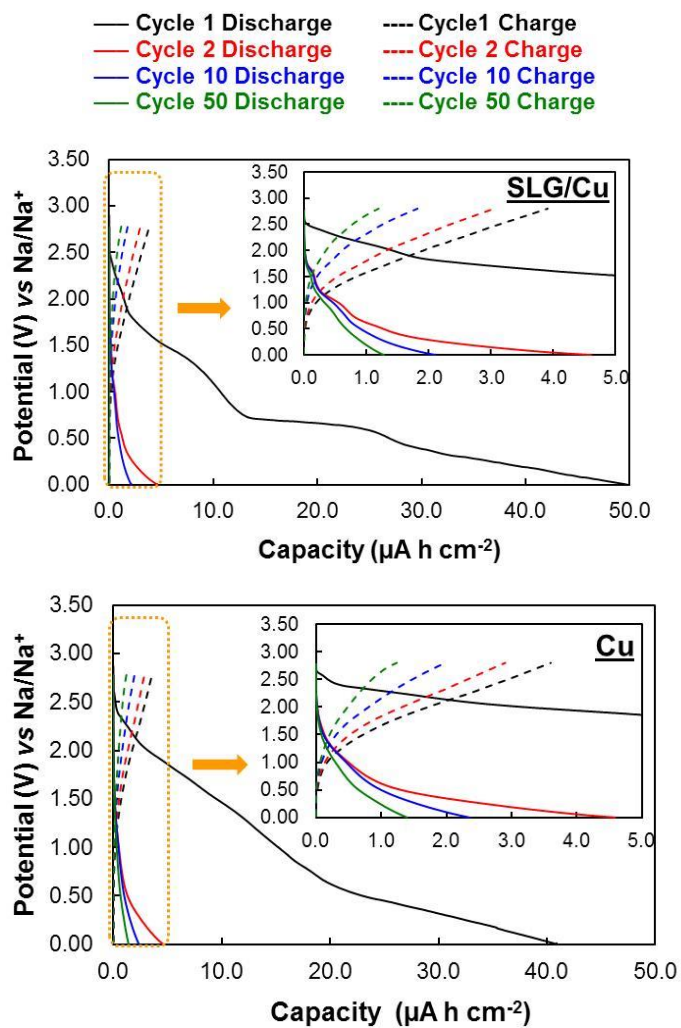 Cycle 1 Discharge Cycle1 Charge
Cycle 2 Discharge Cycle 2 Charge
Cycle 10 Discharge Cycle 10 Charge
Cycle 50 Discharge Cycle 50 Charge
Potential (V) vs Na/Na⁺
3.50
3.00
2.50
2.00
1.50
1.00
0.50
0.00
0.0 10.0 20.0 30.0 40.0 50.0
Capacity (µA h cm⁻²)
SLG/Cu
3.50
3.00
2.50
2.00
1.50
1.00
0.50
0.00
0.0 1.0 2.0 3.0 4.0 5.0
Potential (V) vs Na/Na⁺
3.50
3.00
2.50
2.00
1.50
1.00
0.50
0.00
0.0 10.0 20.0 30.0 40.0 50.0
Capacity (µA h cm⁻²)
Cu
3.50
3.00
2.50
2.00
1.50
1.00
0.50
0.00
0.0 1.0 2.0 3.0 4.0 5.0